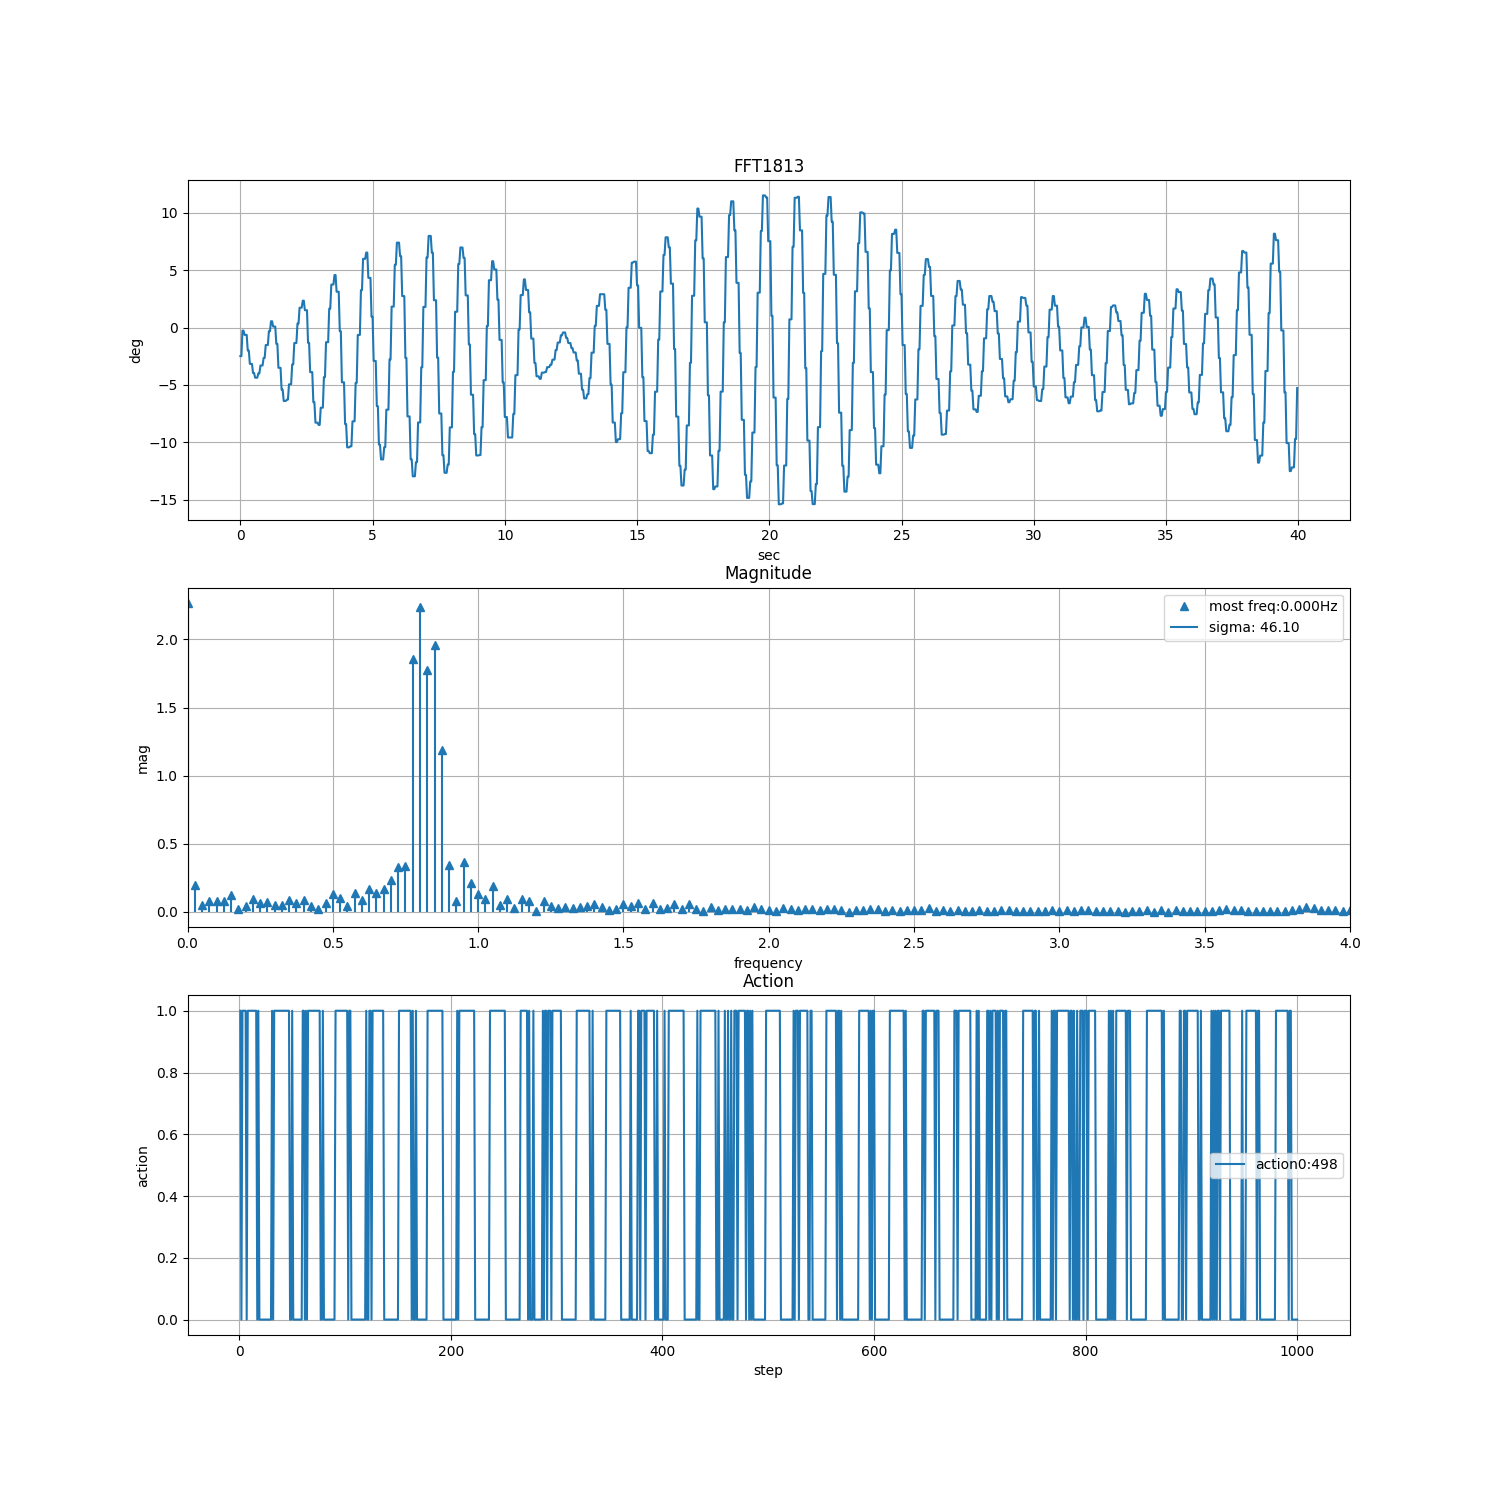 FFT1813
10
5
0
−5
−10
−15
deg
0 5 10 15 20 25 30 35 40
sec
Magnitude
most freq:0.000Hz
sigma: 46.10
2.0
1.5
1.0
0.5
0.0
mag
0.0 0.5 1.0 1.5 2.0 2.5 3.0 3.5 4.0
frequency
Action
1.0
0.8
0.6
0.4
0.2
0.0
action
action0:498
0 200 400 600 800 1000
step